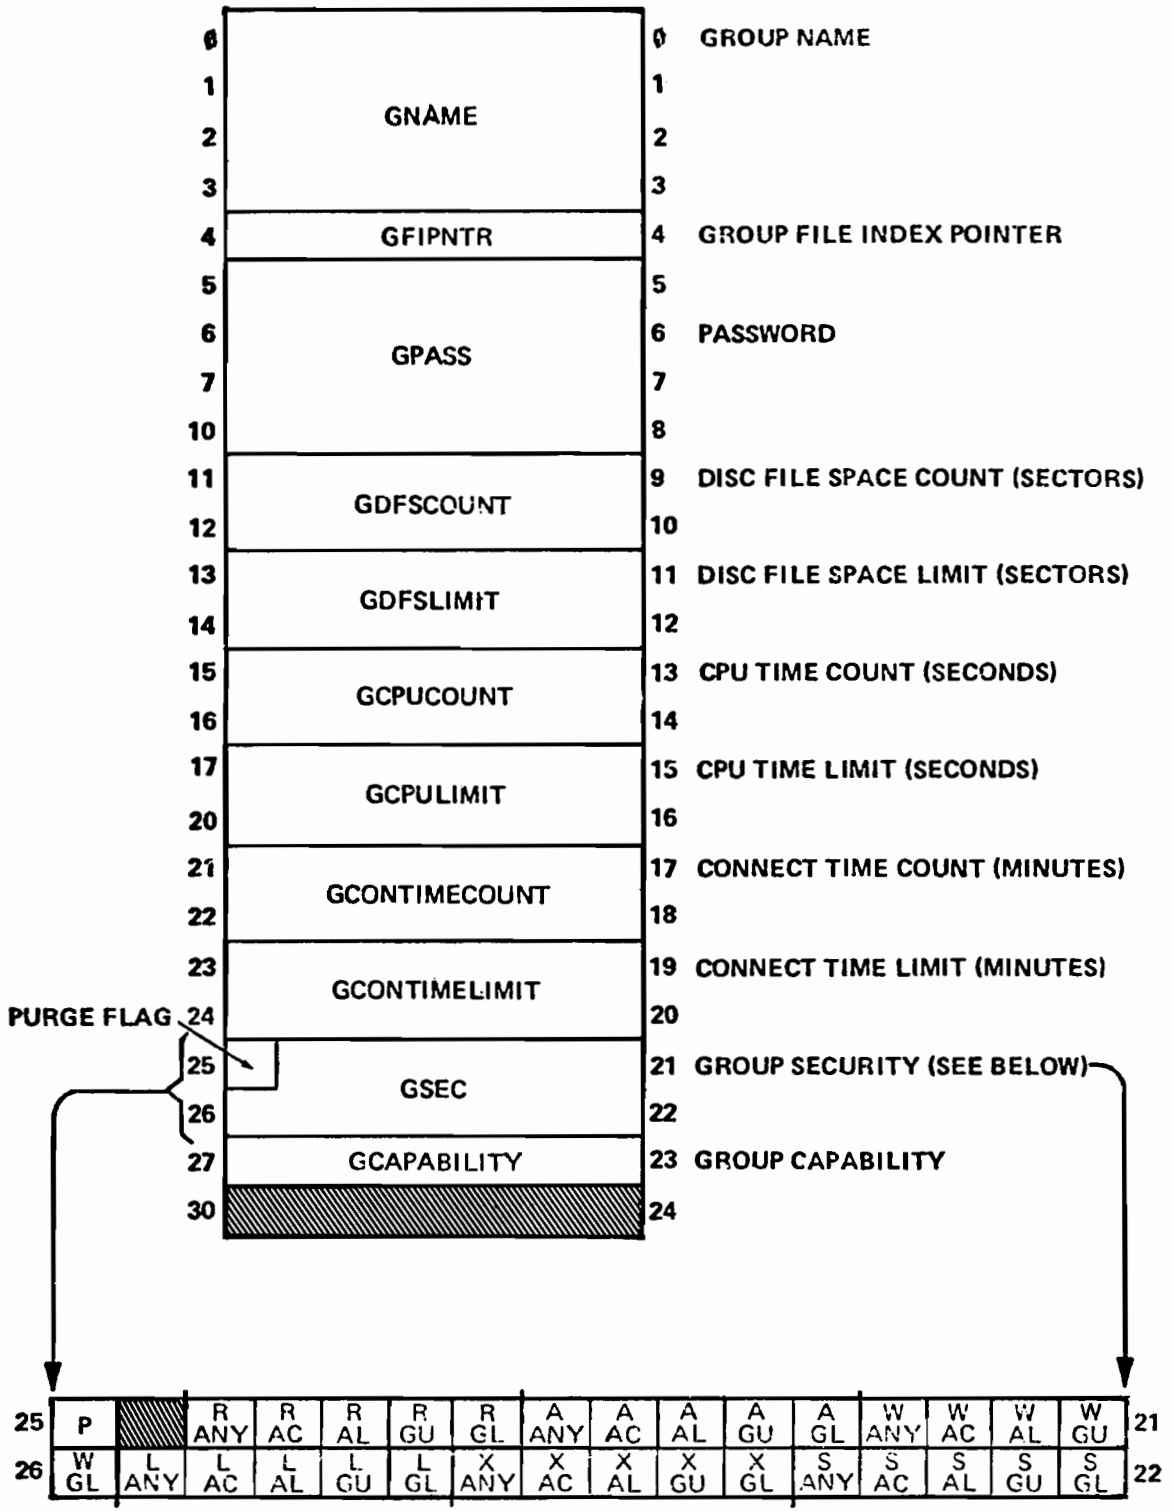 0 0 GROUP NAME
1 1
GNAME
2 2
3 3
4 GFIPNTR 4 GROUP FILE INDEX POINTER
5 5
6 6 PASSWORD
GPASS
7 7
10 8
11 9 DISC FILE SPACE COUNT (SECTORS)
GDFSCOUNT
12 10
13 11 DISC FILE SPACE LIMIT (SECTORS)
GDFSLIMIT
14 12
15 13 CPU TIME COUNT (SECONDS)
GCPUCOUNT
16 14
17 15 CPU TIME LIMIT (SECONDS)
GCPULIMIT
20 16
21 17 CONNECT TIME COUNT (MINUTES)
GCONTIMECOUNT
22 18
23 19 CONNECT TIME LIMIT (MINUTES)
GCONTIMELIMIT
PURGE FLAG 24 20
25 21 GROUP SECURITY (SEE BELOW)
GSEC
26 22
27 GCAPABILITY 23 GROUP CAPABILITY
30 24
25 P R ANY R AC R AL R GU R GL A ANY A AC A AL A GU A GL W ANY W AC W AL W GU 21
26 W GL L ANY L AC L AL L GU L GL X ANY X AC X AL X GU X GL S ANY S AC S AL S GU S GL 22